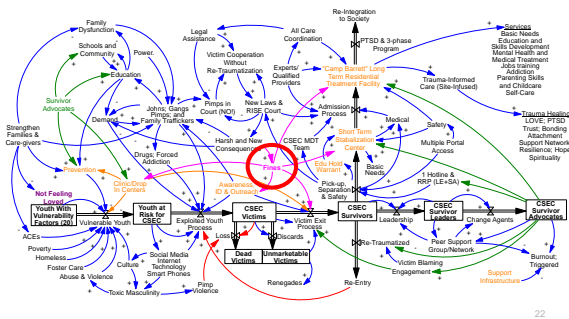 Family
Dysfunction
Schools and
Community
Power.
Education
Survivor
Advocates
Strengthen
Families &
Care-givers
Demand
Johns; Gangs
Pimps; and
Family Traffickers
Drugs; Forced
Addiction
Prevention
Clinic/Drop
In Centers
Legal
Assistance
Victim Cooperation
Without
Re-Traumatization
Pimps in
Court (NO!)
New Laws &
RISE Court
Harsh and New
Consequences
Fines
Awareness
ID & Outreach
All Care
Coordination
Experts/
Qualified
Providers
Admission
Process
CSEC MDT
Team
Edu Hold
Warrant
Pick-up,
Separation
& Safety
Re-Integration
to Society
PTSD & 3-phase
Program
"Camp Barrett" Long
Term Residential
Treatment Facility
Short Term
Stabalization
Center
Medical
Basic
Needs
Safety
Multiple Portal
Access
Trauma-Informed
Care (Site-Infused)
1 Hotline &
RRP (LE+SA)
Services
Basic Needs
Education and
Skills Development
Mental Health and
Medical Treatment
Jobs Training
Addiction
Parenting Skills
and Childcare
Self-Care
Trauma Healing
LOVE; PTSD
Trust; Bonding
Attachment
Support Network
Resilience; Hope
Spirituality
Not Feeling
Loved
Youth With
Vulnerability
Factors (20)
Vulnerable Youth
Youth at
Risk for
CSEC
Exploited Youth
Process
CSEC
Victims
Victim Exit
Process
CSEC
Survivors
Leadership
CSEC
Survivor
Leaders
Change Agents
CSEC
Survivor
Advocates
Loss
Discards
Dead
Victims
Unmarketable
Victims
Renegades
ACEs
Poverty
Homeless
Foster Care
Abuse & Violence
Culture
Toxic Masculinity
Social Media
Internet
Technology
Smart Phones
Pimp
Violence
Re-Traumatized
Peer Support
Group/Network
Victim Blaming
Engagement
Re-Entry
Support
Infrastructure
Burnout;
Triggered
22